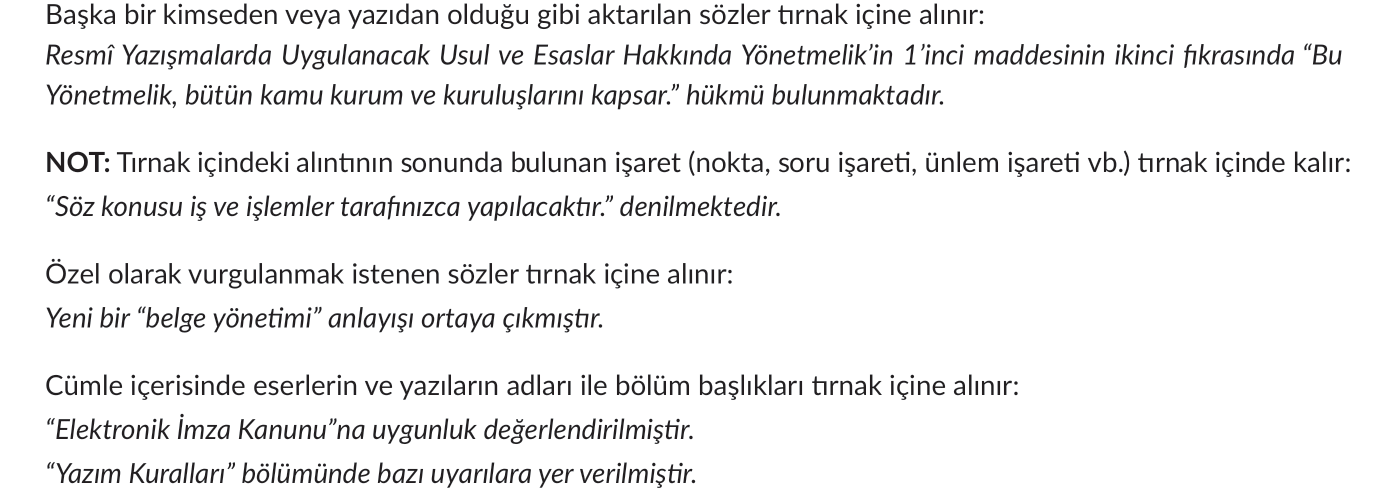 Başka bir kimseden veya yazıdan olduğu gibi aktarılan sözler tırnak içine alınır:
Resmî Yazışmalarda Uygulanacak Usul ve Esaslar Hakkında Yönetmelik’in 1’inci maddesinin ikinci fıkrasında “Bu
Yönetmelik, bütün kamu kurum ve kuruluşlarını kapsar.” hükmü bulunmaktadır.
NOT: Tırnak içindeki alıntının sonunda bulunan işaret (nokta, soru işareti, ünlem işareti vb.) tırnak içinde kalır:
“Söz konusu iş ve işlemler tarafınızca yapılacaktır.” denilmektedir.
Özel olarak vurgulanmak istenen sözler tırnak içine alınır:
Yeni bir “belge yönetimi” anlayışı ortaya çıkmıştır.
Cümle içerisinde eserlerin ve yazıların adları ile bölüm başlıkları tırnak içine alınır:
“Elektronik İmza Kanunu”na uygunluk değerlendirilmiştir.
“Yazım Kuralları” bölümünde bazı uyarılara yer verilmiştir.